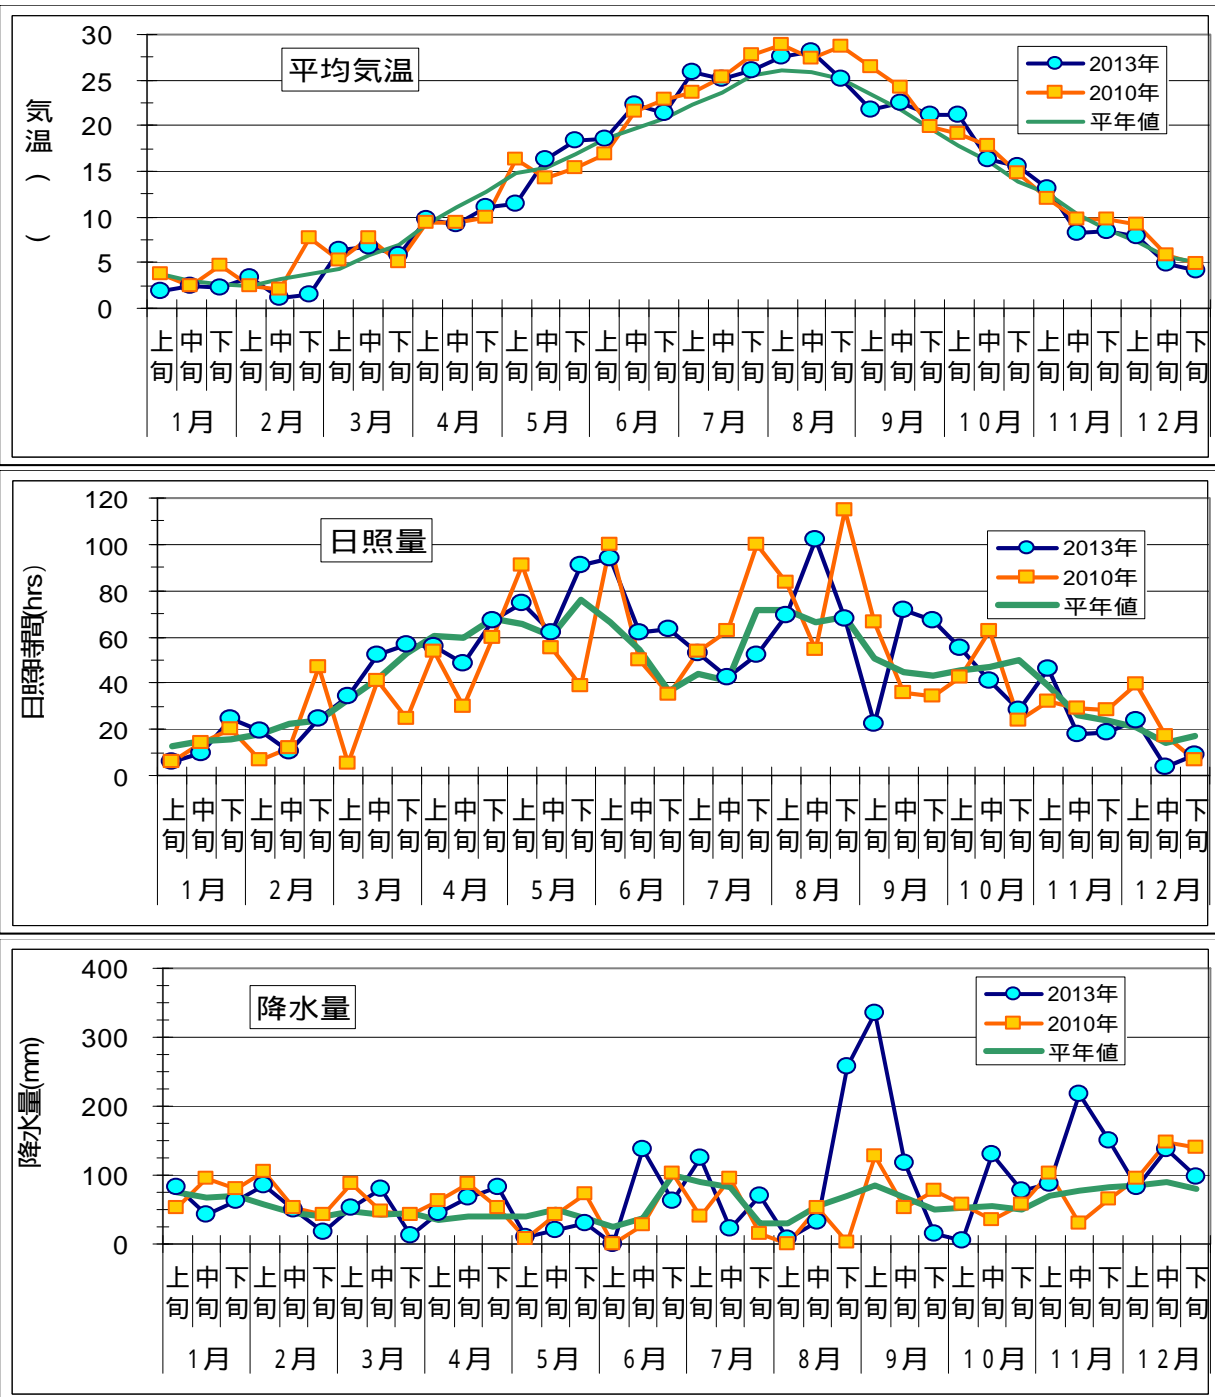 平均気温
気温
( )
30
25
20
15
10
5
0
2013年
2010年
平年値
上旬 中旬 下旬 上旬 中旬 下旬 上旬 中旬 下旬 上旬 中旬 下旬 上旬 中旬 下旬 上旬 中旬 下旬 上旬 中旬 下旬 上旬 中旬 下旬 上旬 中旬 下旬 上旬 中旬 下旬 上旬 中旬 下旬 上旬 中旬 下旬
1月 2月 3月 4月 5月 6月 7月 8月 9月 10月 11月 12月
日照量
日照時間(hrs)
120
100
80
60
40
20
0
2013年
2010年
平年値
上旬 中旬 下旬 上旬 中旬 下旬 上旬 中旬 下旬 上旬 中旬 下旬 上旬 中旬 下旬 上旬 中旬 下旬 上旬 中旬 下旬 上旬 中旬 下旬 上旬 中旬 下旬 上旬 中旬 下旬 上旬 中旬 下旬 上旬 中旬 下旬
1月 2月 3月 4月 5月 6月 7月 8月 9月 10月 11月 12月
降水量
降水量(mm)
400
300
200
100
0
2013年
2010年
平年値
上旬 中旬 下旬 上旬 中旬 下旬 上旬 中旬 下旬 上旬 中旬 下旬 上旬 中旬 下旬 上旬 中旬 下旬 上旬 中旬 下旬 上旬 中旬 下旬 上旬 中旬 下旬 上旬 中旬 下旬 上旬 中旬 下旬 上旬 中旬 下旬
1月 2月 3月 4月 5月 6月 7月 8月 9月 10月 11月 12月